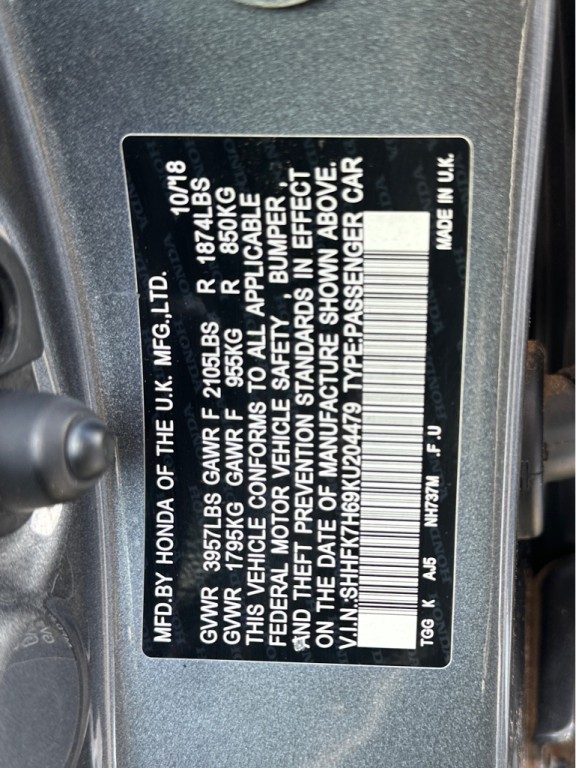 MFD.BY HONDA OF THE U.K. MFG.,LTD. 10/'18
GVWR 3957LBS GAWR F 2105LBS R 1874LBS
GVWR 1795KG GAWR F 955KG R 850KG
THIS VEHICLE CONFORMS TO ALL APPLICABLE
FEDERAL MOTOR VEHICLE SAFETY , BUMPER ,
AND THEFT PREVENTION STANDARDS IN EFFECT
ON THE DATE OF MANUFACTURE SHOWN ABOVE.
V.I.N.:SHHFK7H69KU204479 TYPE:PASSENGER CAR
TGG K AJ5 NH737M .F .U MADE IN U.K.